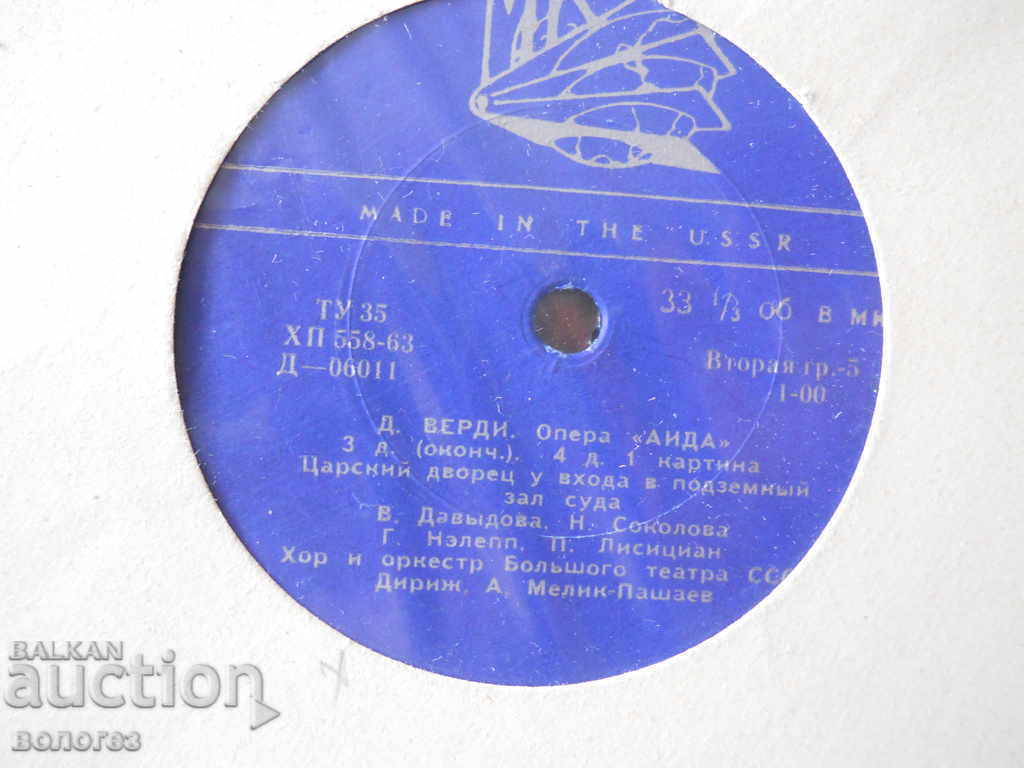 MADE IN THE USSR
ТУ 35
ХП 558-63
Д—06011
33 1/3 об в ми
Вторая гр.-5
1-00
Д. ВЕРДИ. Опера «АИДА»
3 д. (оконч.). 4 д. 1 картина
Царский дворец у входа в подземный
зал суда
В. Давыдова, Н. Соколова
Г. Нэлепп, П. Лисициан
Хор и оркестр Большого театра ССС
Дириж. А. Мелик-Пашаев
BALKAN
auction
волог63